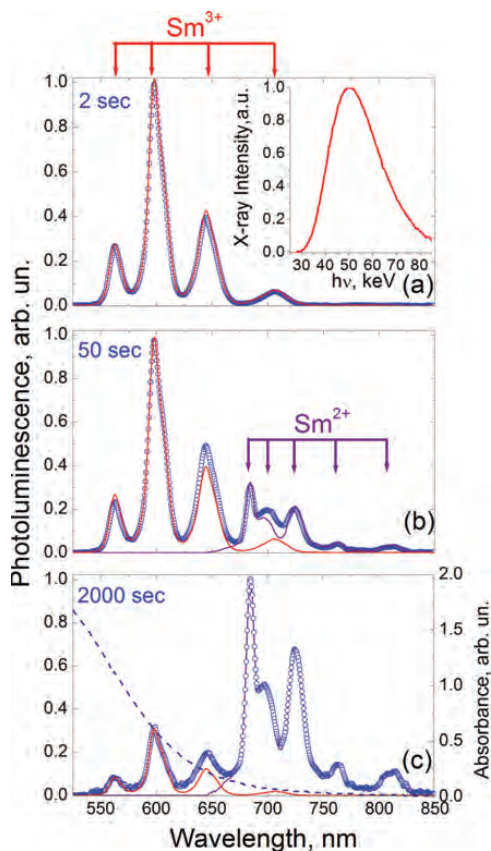 Sm3+
2 sec
1.0
0.8
0.6
0.4
0.2
0.0
X-ray Intensity,a.u.
1.0
0.8
0.6
0.4
0.2
0.0
30 40 50 60 70 80
hν, keV
(a)
50 sec
1.0
0.8
0.6
0.4
0.2
0.0
Sm2+
(b)
Photoluminescence, arb. un.
2000 sec
1.0
0.8
0.6
0.4
0.2
0.0
2.0
1.5
1.0
0.5
0.0
Absorbance, arb. un.
(c)
550 600 650 700 750 800 850
Wavelength, nm